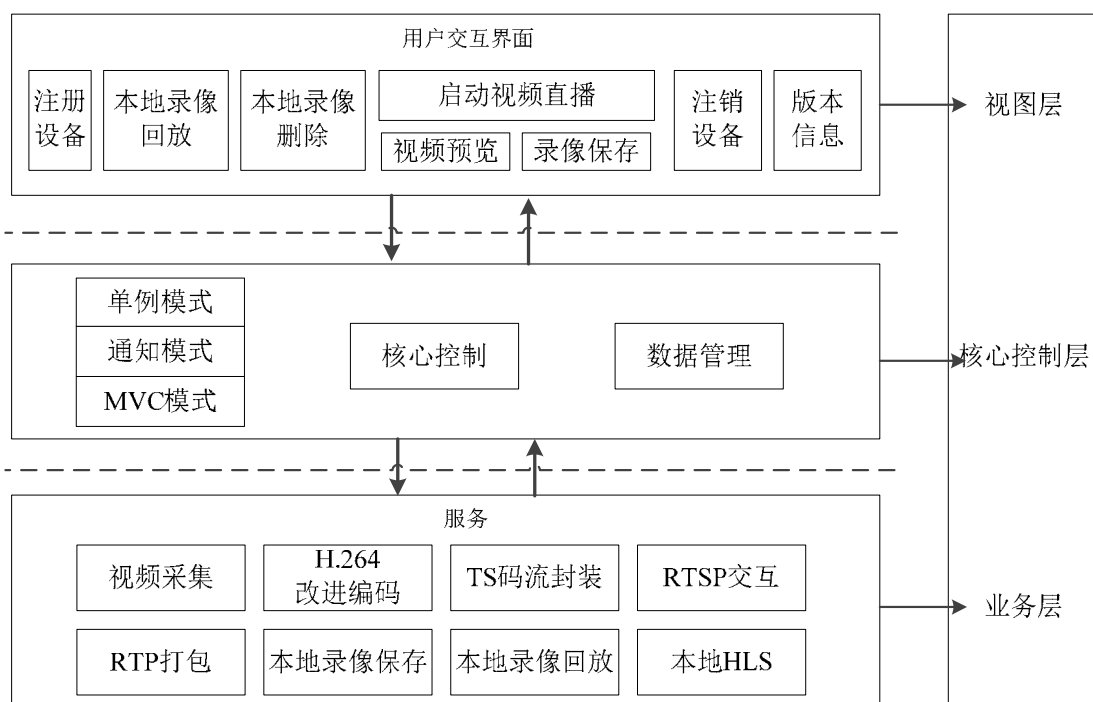 用户交互界面
注册
设备
本地录像
回放
本地录像
删除
启动视频直播
视频预览
录像保存
注销
设备
版本
信息
视图层
单例模式
通知模式
MVC模式
核心控制
数据管理
核心控制层
服务
视频采集
H.264
改进编码
TS码流封装
RTSP交互
业务层
RTP打包
本地录像保存
本地录像回放
本地HLS